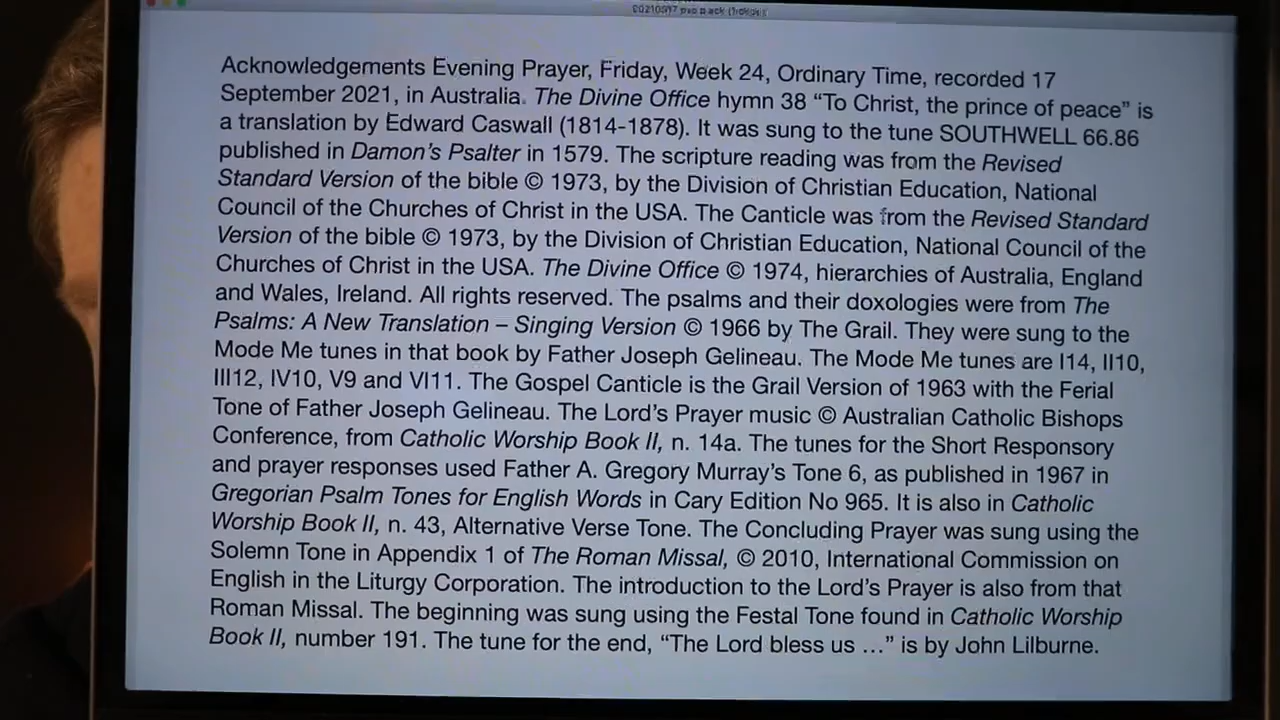 Acknowledgements Evening Prayer, Friday, Week 24, Ordinary Time, recorded 17
September 2021, in Australia. The Divine Office hymn 38 “To Christ, the prince of peace” is
a translation by Edward Caswall (1814-1878). It was sung to the tune SOUTHWELL 66.86
published in Damon’s Psalter in 1579. The scripture reading was from the Revised
Standard Version of the bible © 1973, by the Division of Christian Education, National
Council of the Churches of Christ in the USA. The Canticle was from the Revised Standard
Version of the bible © 1973, by the Division of Christian Education, National Council of the
Churches of Christ in the USA. The Divine Office © 1974, hierarchies of Australia, England
and Wales, Ireland. All rights reserved. The psalms and their doxologies were from The
Psalms: A New Translation – Singing Version © 1966 by The Grail. They were sung to the
Mode Me tunes in that book by Father Joseph Gelineau. The Mode Me tunes are I14, II10,
III12, IV10, V9 and VI11. The Gospel Canticle is the Grail Version of 1963 with the Ferial
Tone of Father Joseph Gelineau. The Lord’s Prayer music © Australian Catholic Bishops
Conference, from Catholic Worship Book II, n. 14a. The tunes for the Short Responsory
and prayer responses used Father A. Gregory Murray’s Tone 6, as published in 1967 in
Gregorian Psalm Tones for English Words in Cary Edition No 965. It is also in Catholic
Worship Book II, n. 43, Alternative Verse Tone. The Concluding Prayer was sung using the
Solemn Tone in Appendix 1 of The Roman Missal, © 2010, International Commission on
English in the Liturgy Corporation. The introduction to the Lord’s Prayer is also from that
Roman Missal. The beginning was sung using the Festal Tone found in Catholic Worship
Book II, number 191. The tune for the end, “The Lord bless us …” is by John Lilburne.